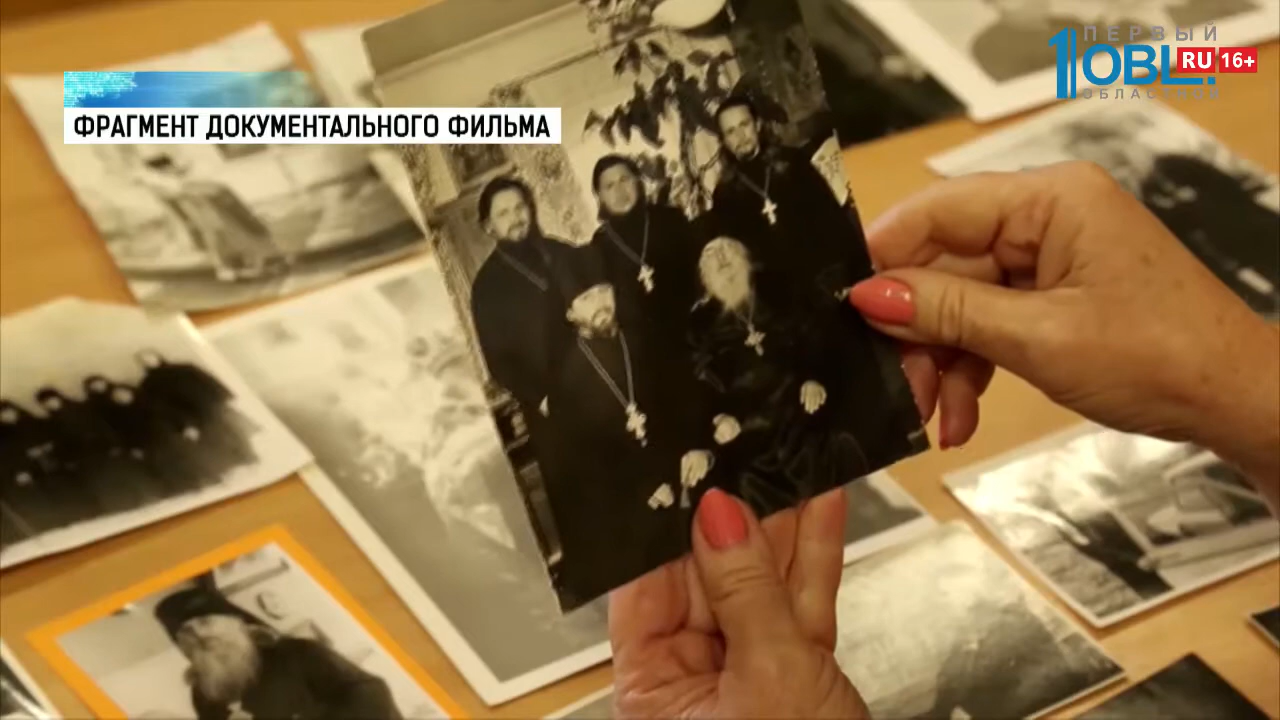 ФРАГМЕНТ ДОКУМЕНТАЛЬНОГО ФИЛЬМА
ПЕРВЫЙ
1OBL.RU 16+
ОБЛАСТНОЙ